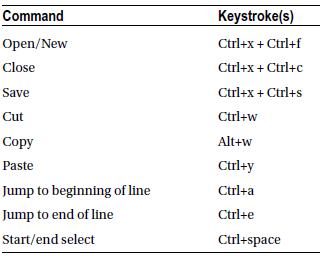 Command Keystroke(s)
Open/New Ctrl+x + Ctrl+f
Close Ctrl+x + Ctrl+c
Save Ctrl+x + Ctrl+s
Cut Ctrl+w
Copy Alt+w
Paste Ctrl+y
Jump to beginning of line Ctrl+a
Jump to end of line Ctrl+e
Start/end select Ctrl+space